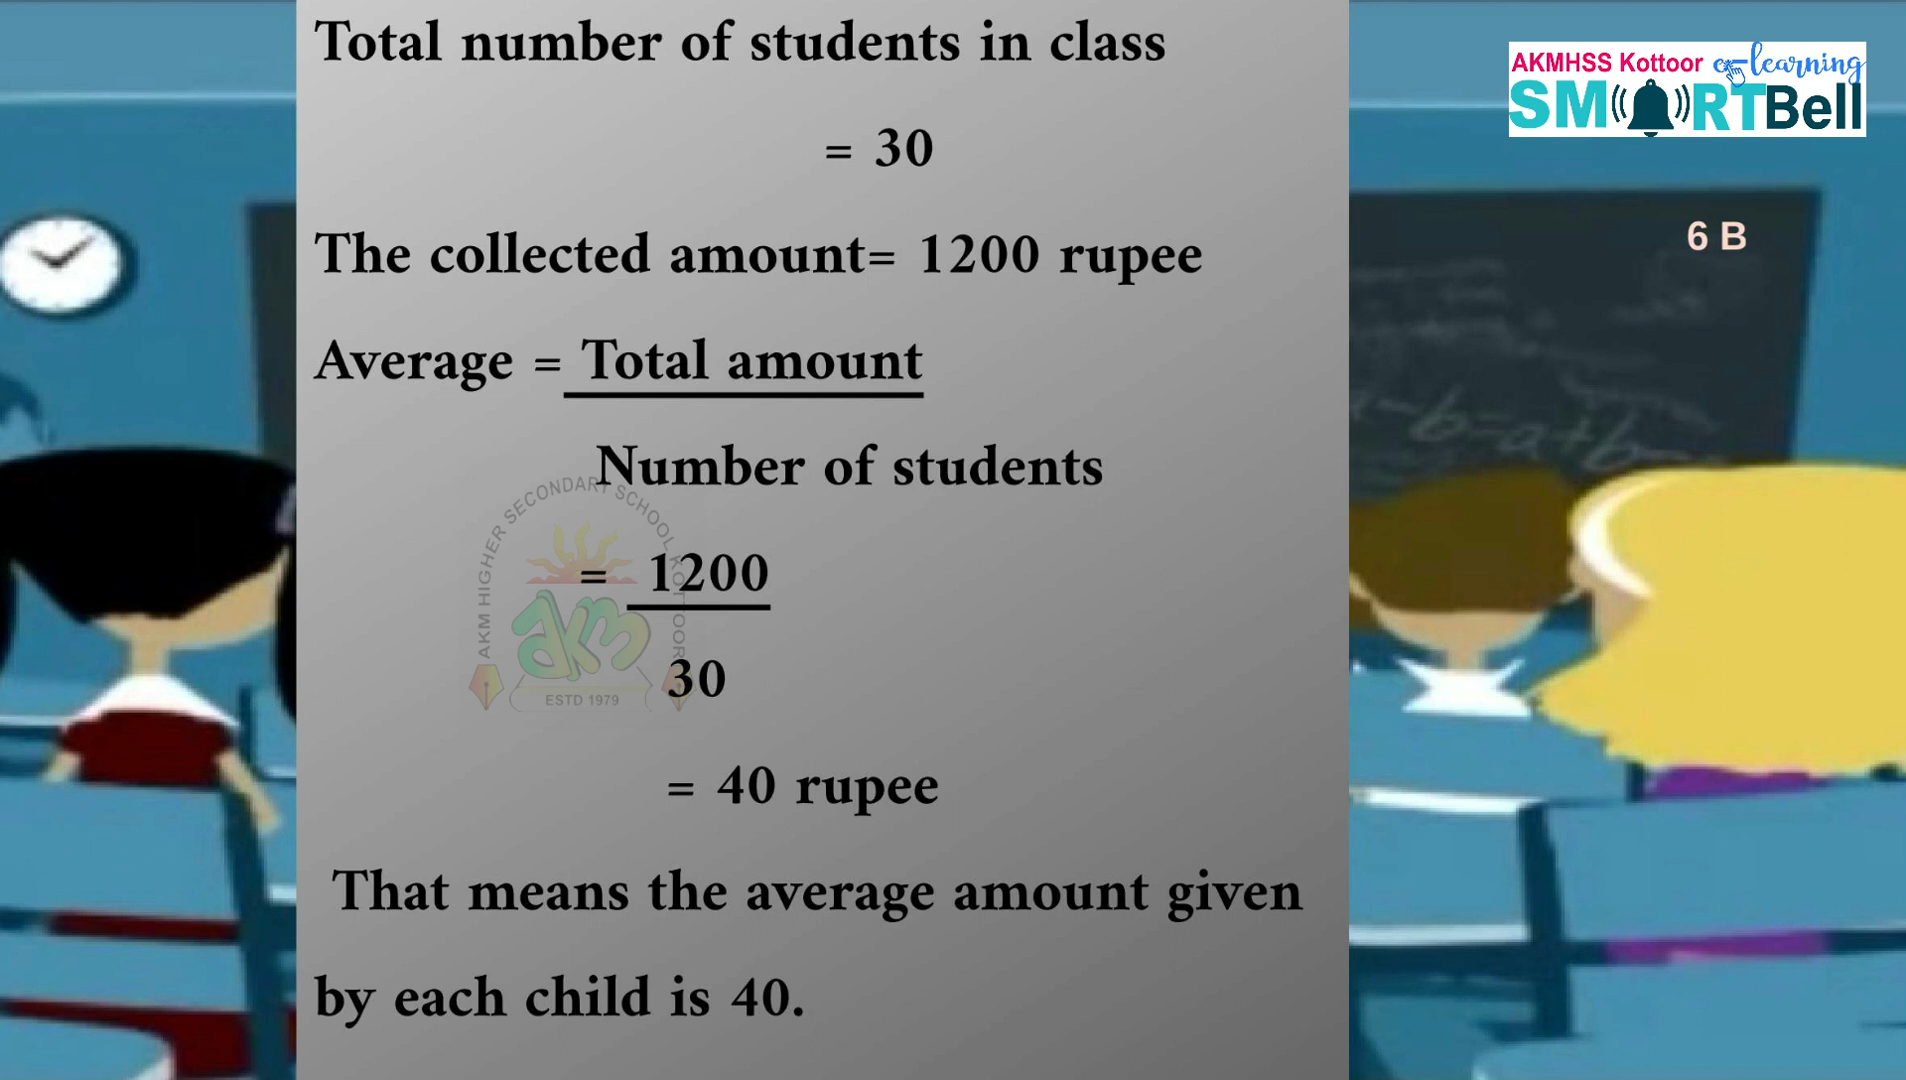 Total number of students in class
= 30
The collected amount= 1200 rupee
Average = Total amount
Number of students
= 1200
30
= 40 rupee
That means the average amount given
by each child is 40.
AKMHSS Kottoor e-learning
SMARTBell
6 B
AKM HIGHER SECONDARY SCHOOL KOTTOOR
akm
ESTD 1979
a-b=a+b